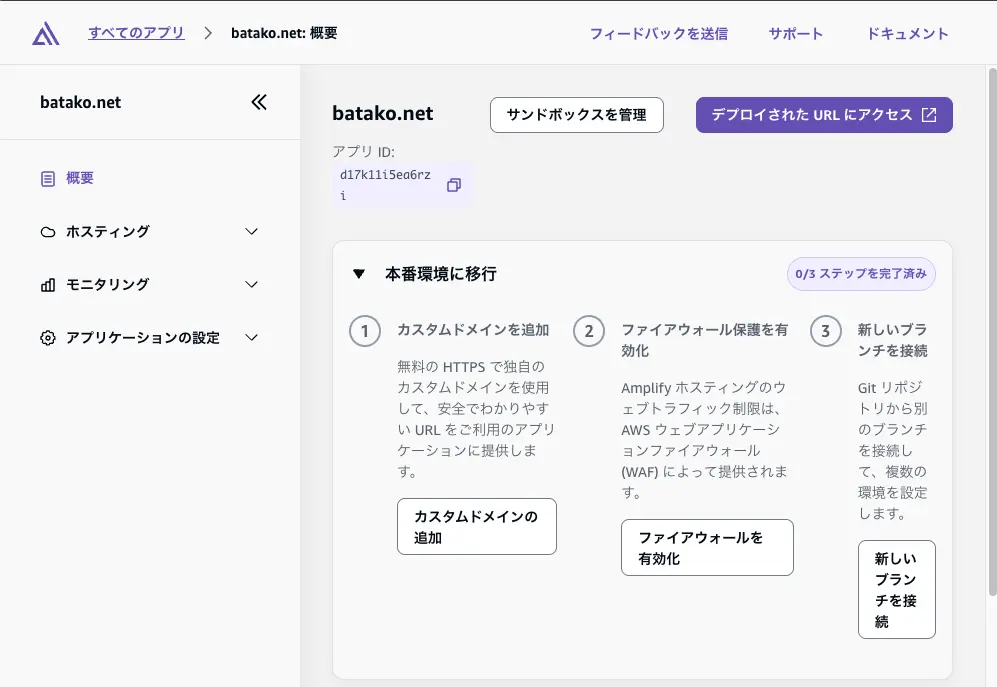 すべてのアプリ
batako.net: 概要
フィードバックを送信
サポート
ドキュメント
batako.net
概要
ホスティング
モニタリング
アプリケーションの設定
batako.net
サンドボックスを管理
デプロイされた URL にアクセス
アプリ ID:
d17k11i5ea6rz
i
本番環境に移行
0/3 ステップを完了済み
1
カスタムドメインを追加
無料の HTTPS で独自の
カスタムドメインを使用
して、安全でわかりやす
い URL をご利用のアプリ
ケーションに提供しま
す。
カスタムドメインの
追加
2
ファイアウォール保護を有
効化
Amplify ホスティングのウ
ェブトラフィック制限は、
AWS ウェブアプリケーシ
ョンファイアウォール
(WAF) によって提供されま
す。
ファイアウォールを
有効化
3
新しいブラ
ンチを接続
Git リポジ
トリから別
のブランチ
を接続し
て、複数の
環境を設定
します。
新しい
ブラン
チを接
続